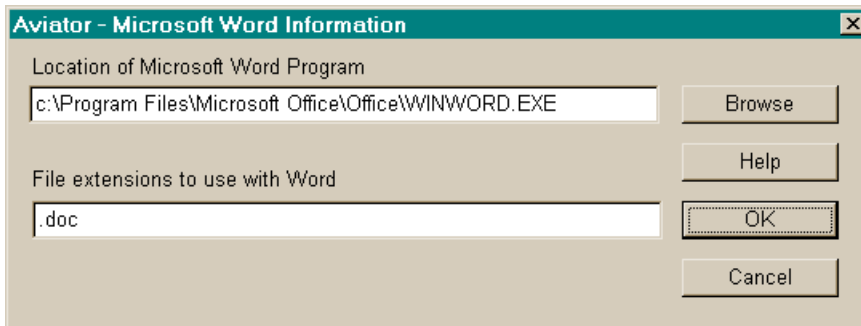 Aviator - Microsoft Word Information
Location of Microsoft Word Program
c:\Program Files\Microsoft Office\Office\WINWORD.EXE
Browse
Help
File extensions to use with Word
.doc
OK
Cancel